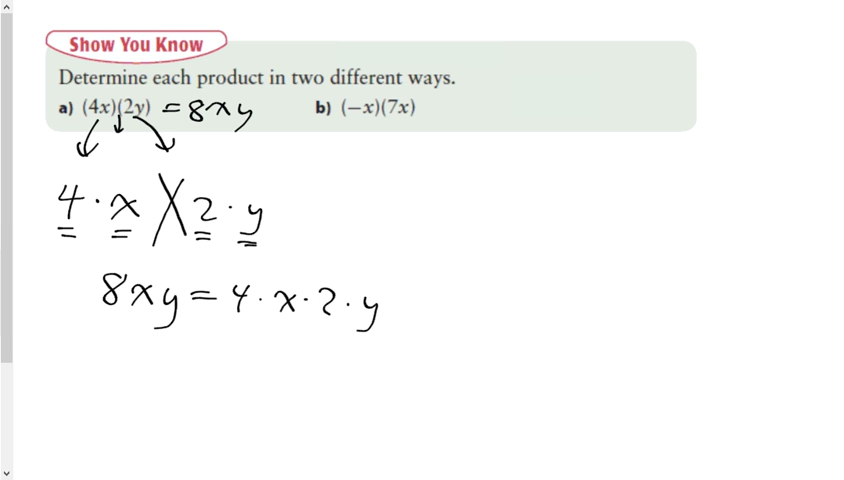 Show You Know
Determine each product in two different ways.
a) (4x)(2y) = 8xy b) (−x)(7x)
4 · x × 2 · y
8xy = 4 · x · 2 · y